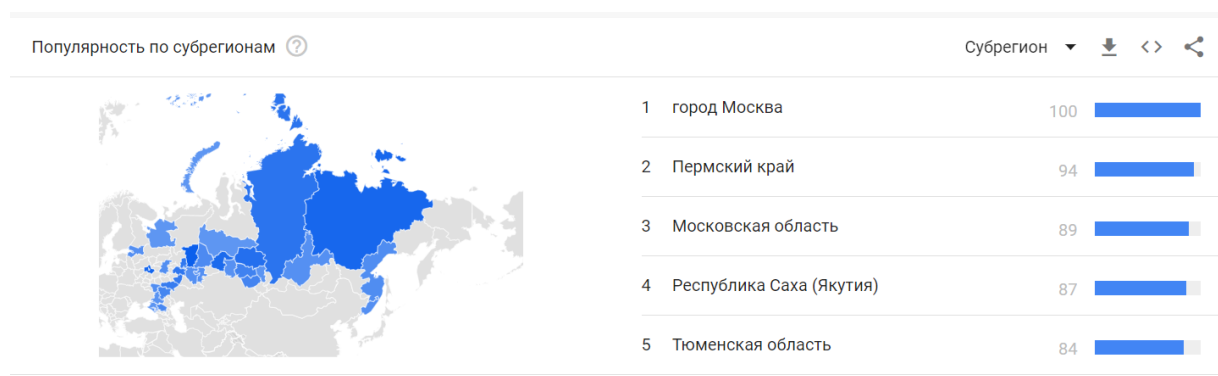 Популярность по субрегионам ?
Субрегион
1 город Москва 100
2 Пермский край 94
3 Московская область 89
4 Республика Саха (Якутия) 87
5 Тюменская область 84